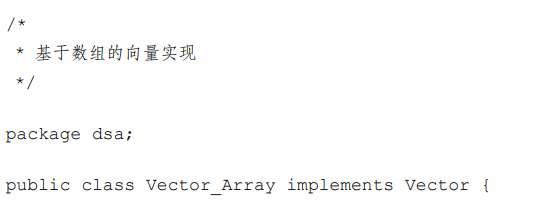 /*
 * 基于数组的向量实现
 */
package dsa;
public class Vector_Array implements Vector {